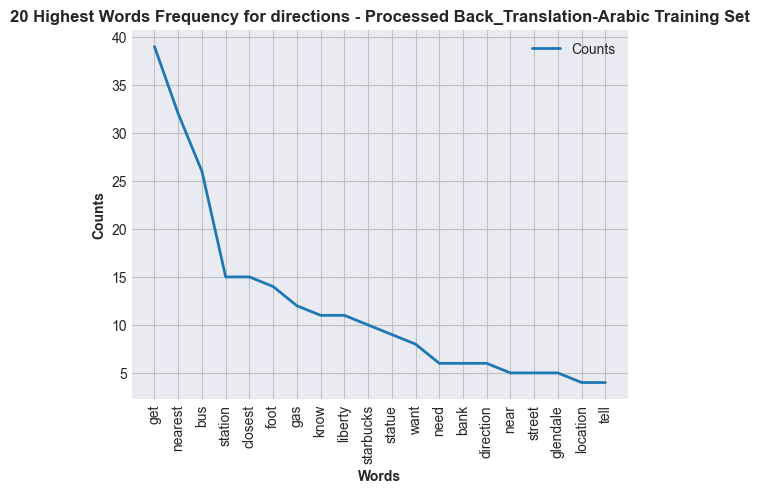 20 Highest Words Frequency for directions - Processed Back_Translation-Arabic Training Set
Counts
40
35
30
25
20
15
10
5
Counts
get
nearest
bus
station
closest
foot
gas
know
liberty
starbucks
statue
want
need
bank
direction
near
street
glendale
location
tell
Words